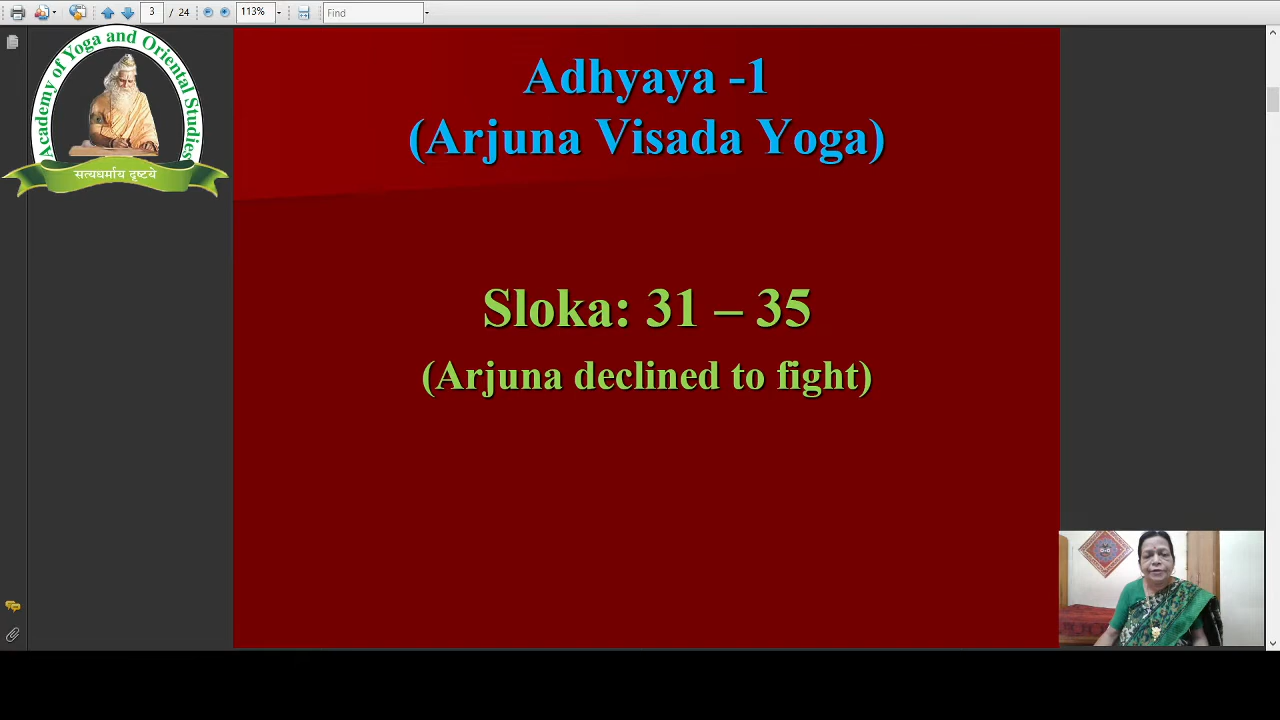 3 / 24 113% Find
Academy of Yoga and Oriental Studies
सत्यधर्माय दृष्टये
Adhyaya -1
(Arjuna Visada Yoga)
Sloka: 31 – 35
(Arjuna declined to fight)